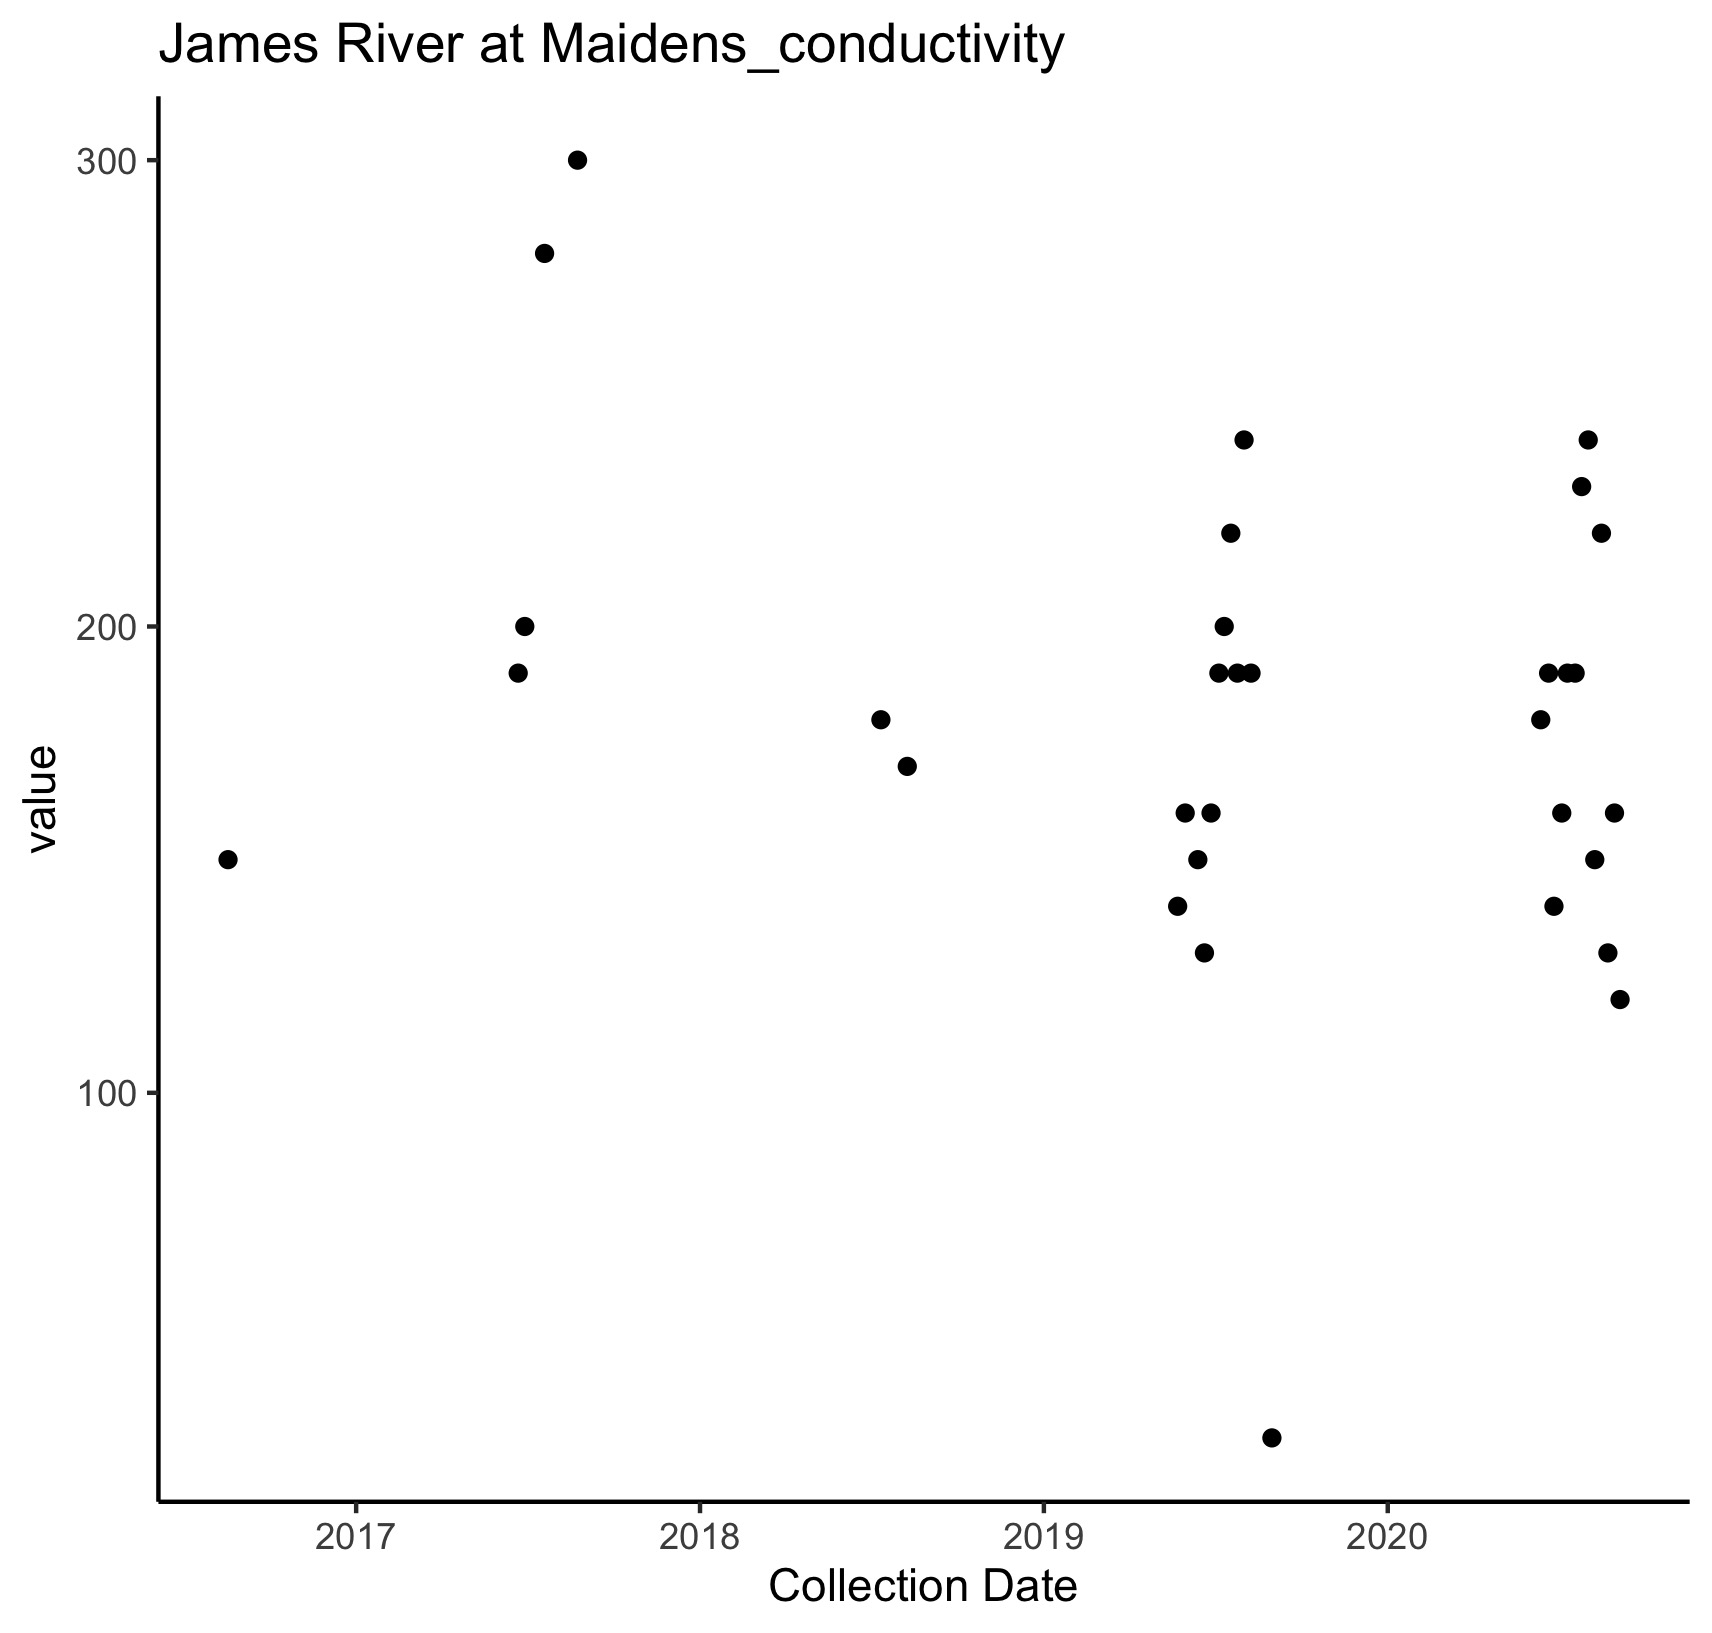 James River at Maidens_conductivity
300
200
100
value
2017 2018 2019 2020
Collection Date